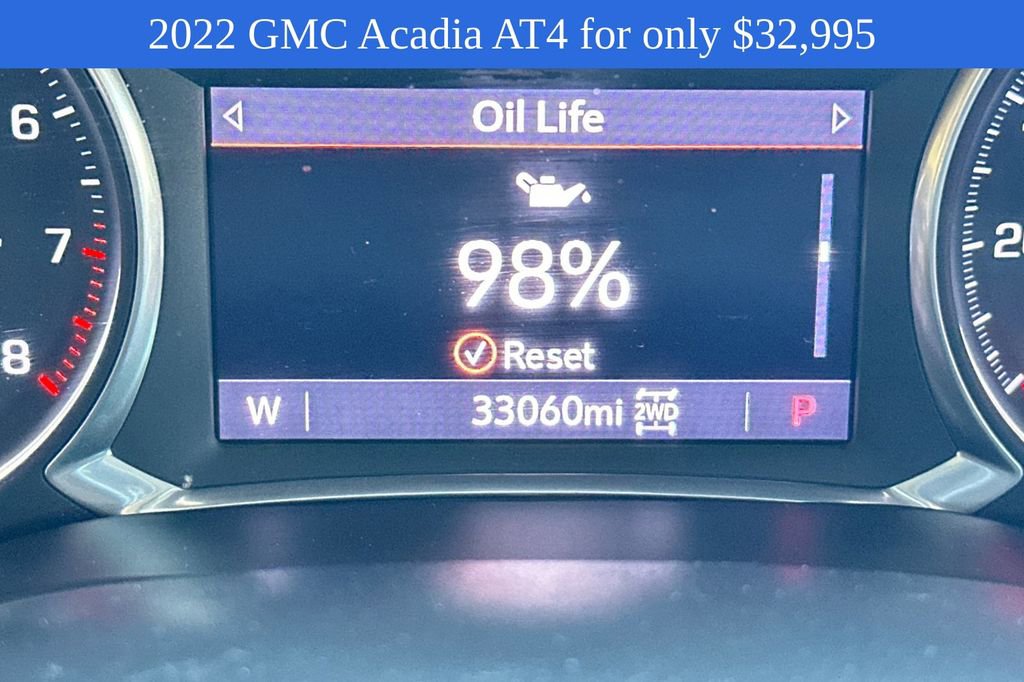 2022 GMC Acadia AT4 for only $32,995
Oil Life
6
98%
7
Reset
8
W 33060mi 2WD P